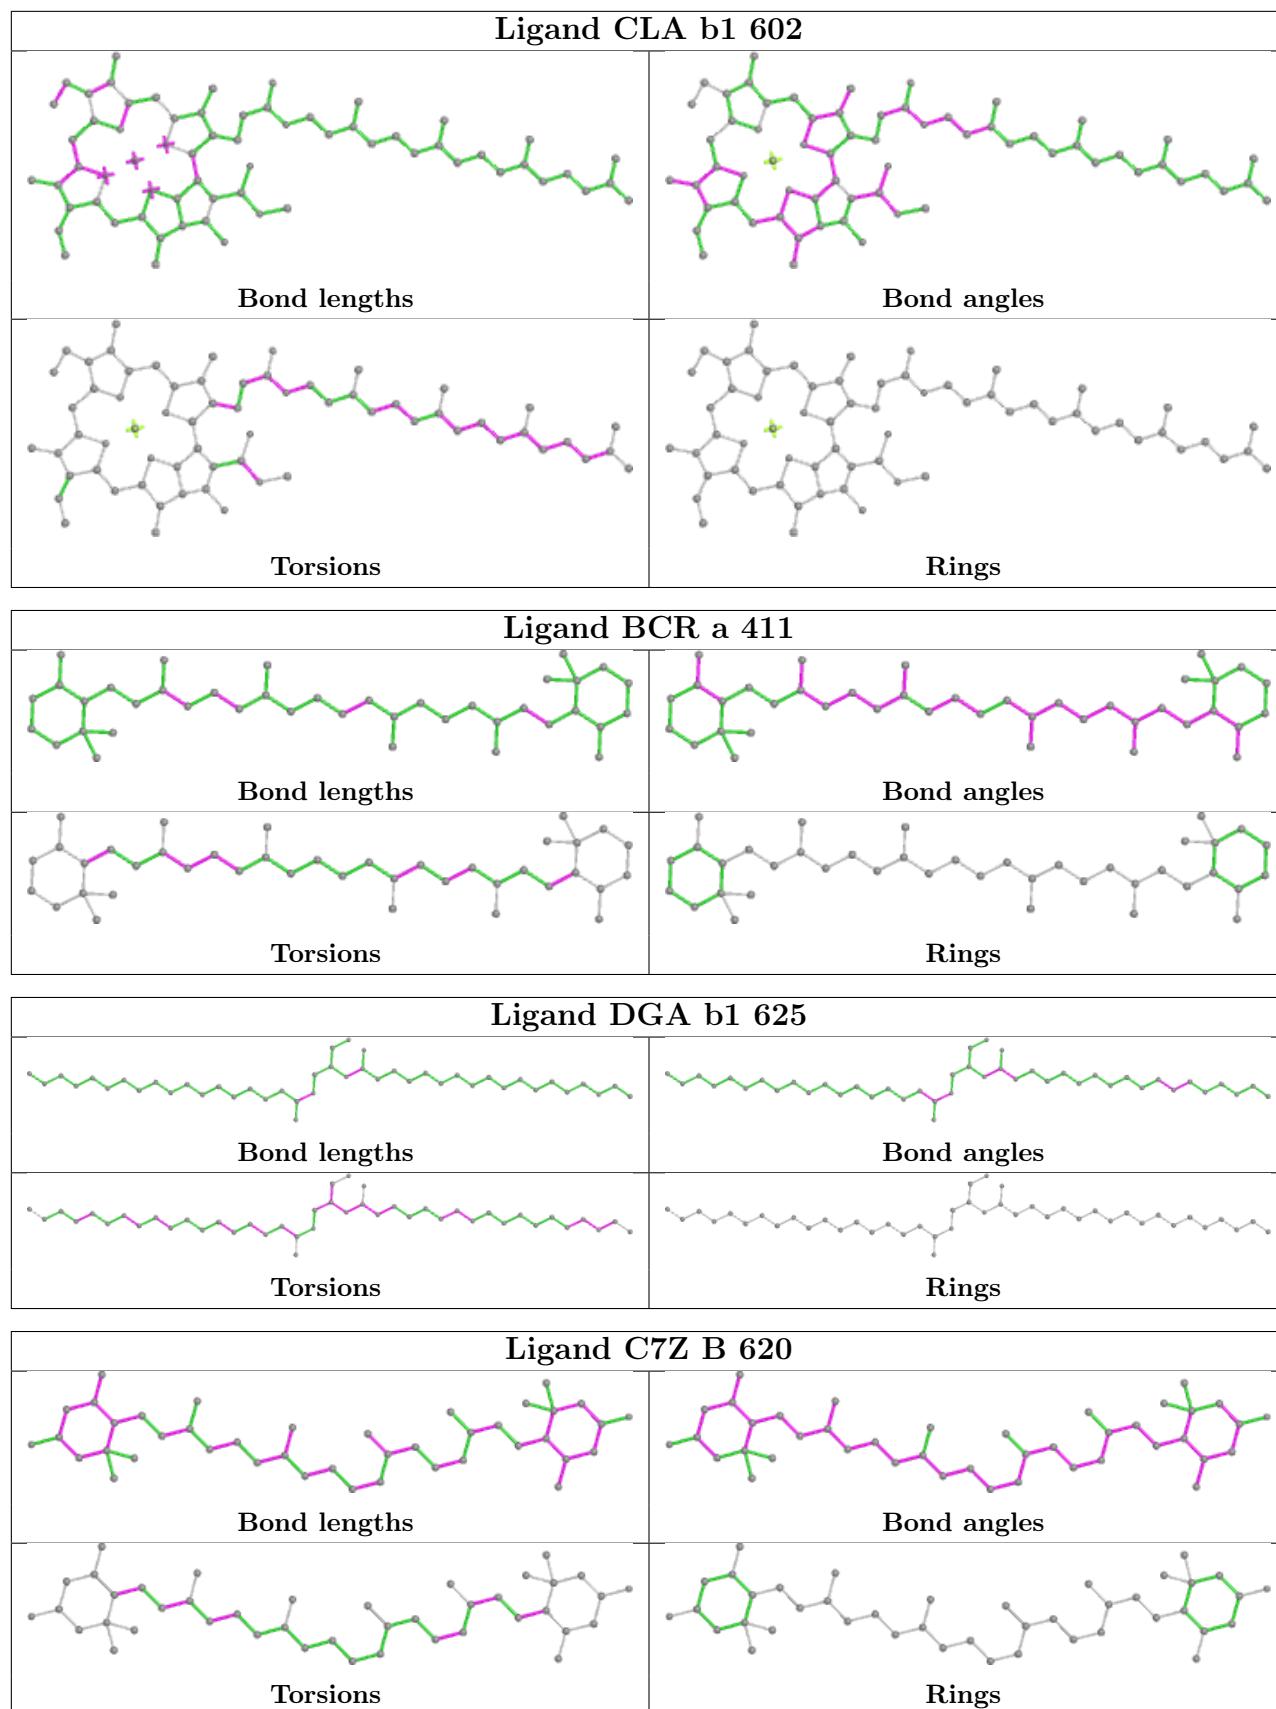 Ligand CLA b1 602
Bond lengths
Bond angles
Torsions
Rings
Ligand BCR a 411
Bond lengths
Bond angles
Torsions
Rings
Ligand DGA b1 625
Bond lengths
Bond angles
Torsions
Rings
Ligand C7Z B 620
Bond lengths
Bond angles
Torsions
Rings